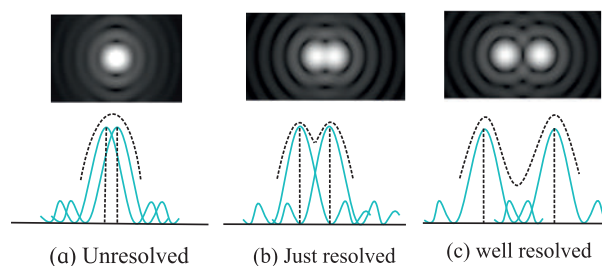 (a) Unresolved
(b) Just resolved
(c) well resolved